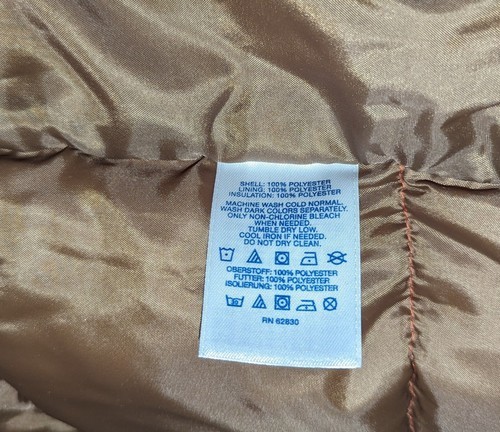 SHELL: 100% POLYESTER
LINING: 100% POLYESTER
INSULATION: 100% POLYESTER
MACHINE WASH COLD NORMAL.
WASH DARK COLORS SEPARATELY.
ONLY NON-CHLORINE BLEACH
WHEN NEEDED.
TUMBLE DRY LOW.
COOL IRON IF NEEDED.
DO NOT DRY CLEAN.
OBERSTOFF: 100% POLYESTER
FUTTER: 100% POLYESTER
ISOLIERUNG: 100% POLYESTER
RN 62830